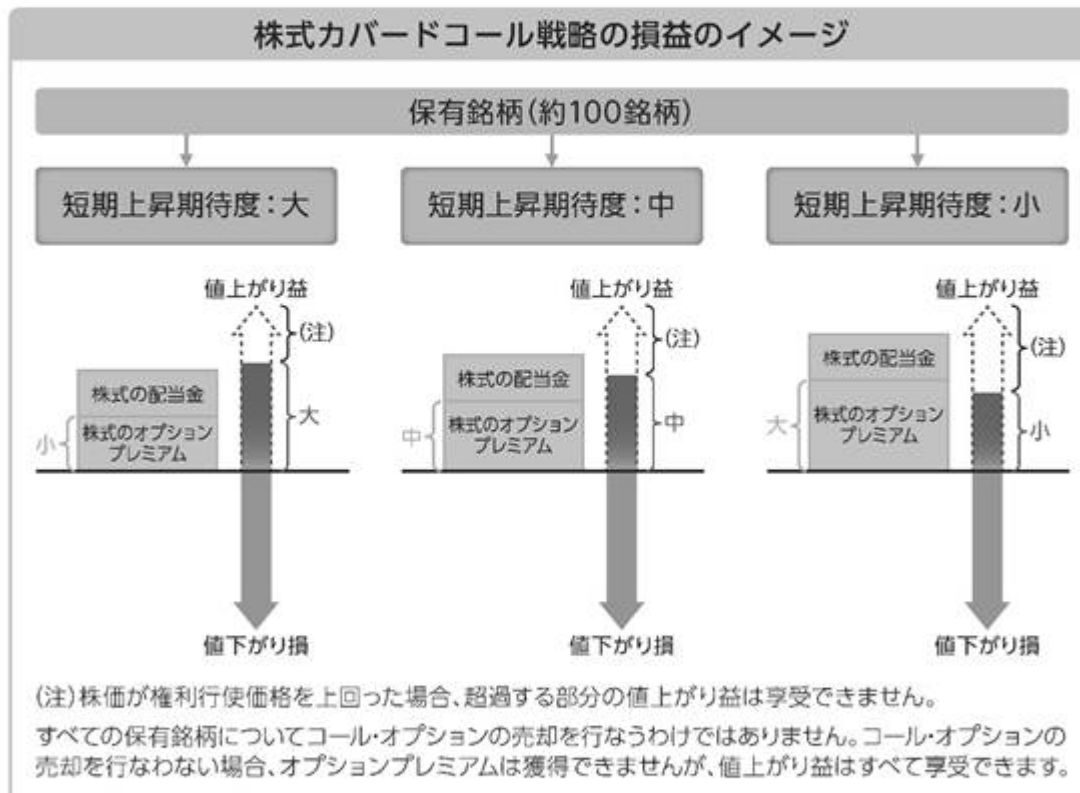 株式カバードコール戦略の損益のイメージ
保有銘柄(約100銘柄)
短期上昇期待度:大
短期上昇期待度:中
短期上昇期待度:小
値上がり益
(注)
株式の配当金
大
小
株式のオプション
プレミアム
値下がり損
値上がり益
(注)
株式の配当金
中
中
株式のオプション
プレミアム
値下がり損
値上がり益
(注)
株式の配当金
大
株式のオプション
プレミアム
小
値下がり損
(注)株価が権利行使価格を上回った場合、超過する部分の値上がり益は享受できません。
すべての保有銘柄についてコール・オプションの売却を行なうわけではありません。コール・オプションの
売却を行なわない場合、オプションプレミアムは獲得できませんが、値上がり益はすべて享受できます。